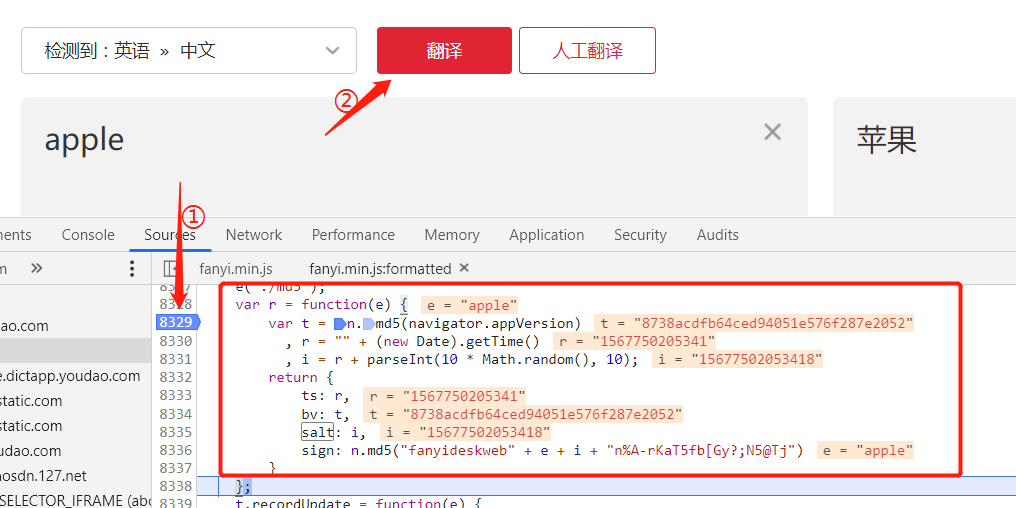 检测到：英语 » 中文
翻译
人工翻译
②
apple
苹果
①
ents Console Sources Network Performance Memory Application Security Audits
m » fanyi.min.js fanyi.min.js:formatted ×
8327 e("./md5");
8328 var r = function(e) { e = "apple"
dao.com
8329 var t = n.md5(navigator.appVersion) t = "8738acdfb64ced94051e576f287e2052"
8330 , r = "" + (new Date).getTime() r = "1567750205341"
8331 , i = r + parseInt(10 * Math.random(), 10); i = "15677502053418"
e.dictapp.youdao.com
8332 return {
static.com
8333 ts: r, r = "1567750205341"
static.com
8334 bv: t, t = "8738acdfb64ced94051e576f287e2052"
8335 salt: i, i = "15677502053418"
udao.com
8336 sign: n.md5("fanyideskweb" + e + i + "n%A-rKaT5fb[Gy?;N5@Tj") e = "apple"
nosdn.127.net
8337 }
8338 };
SELECTOR_IFRAME (abo
8339 t.recordUpdate = function(e) {